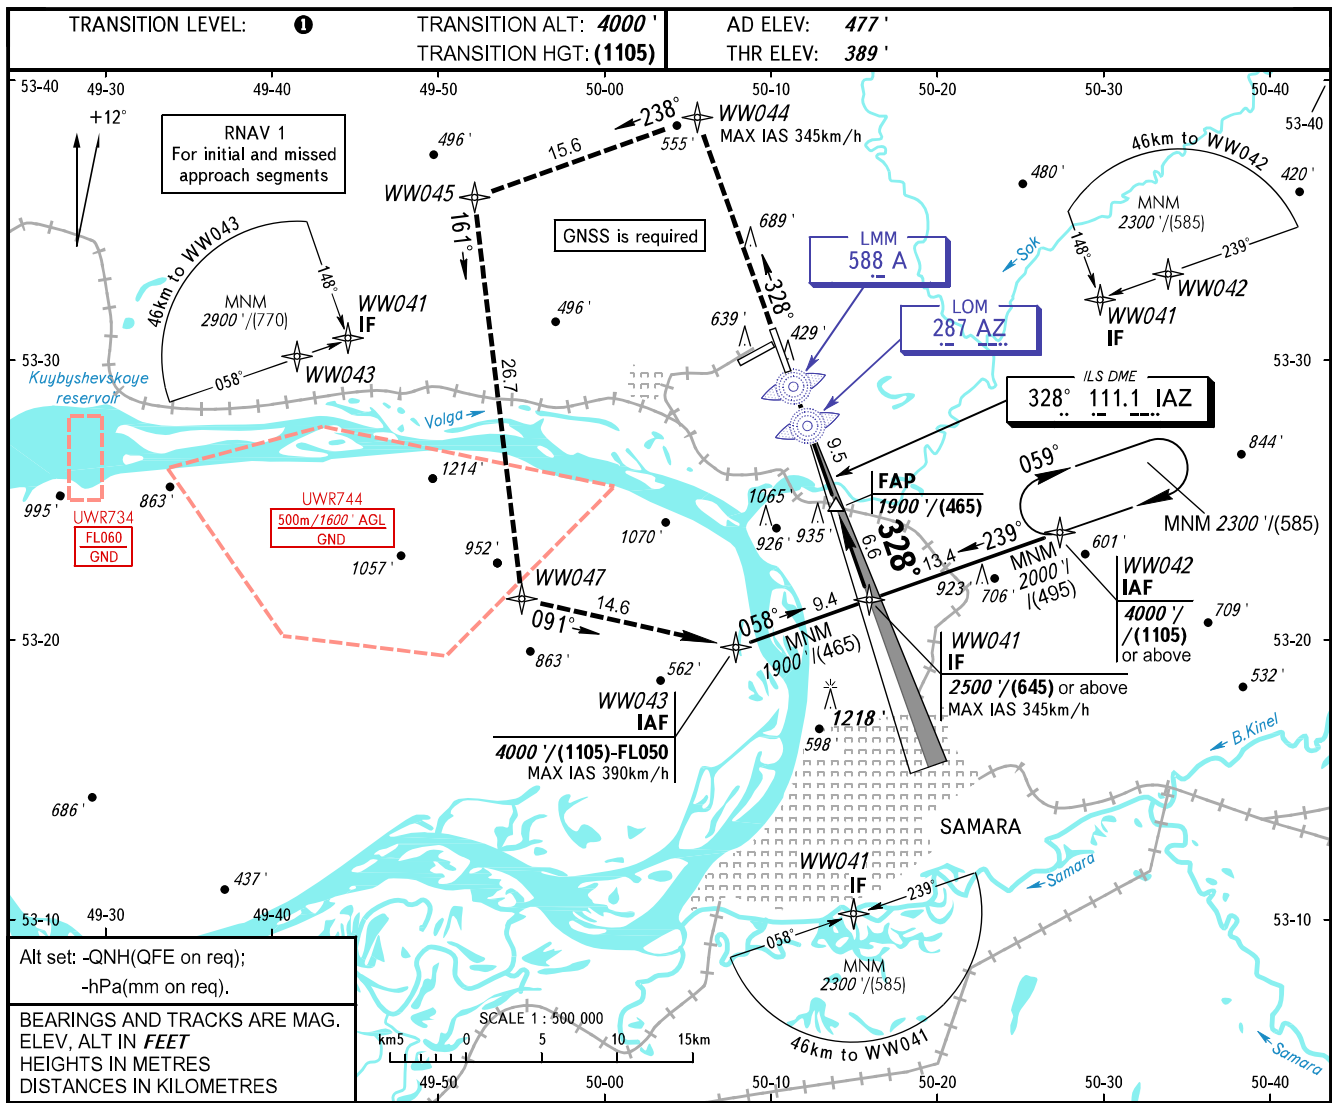 TRANSITION LEVEL: 1
TRANSITION ALT: 4000 '
TRANSITION HGT: (1105)
AD ELEV: 477 '
THR ELEV: 389 '
53-40
49-30
49-40
49-50
50-00
50-10
50-20
50-30
50-40
53-40
+12°
RNAV 1
For initial and missed
approach segments
496 '
15.6
238°
555 '
WW044
MAX IAS 345km/h
WW045
161°
GNSS is required
689 '
328°
480 '
420 '
46km to WW042
MNM
2300 '/(585)
148°
239°
WW042
WW041
IF
Sok
46km to WW043
MNM
2900 '/(770)
148°
WW041
IF
058°
WW043
496 '
639 '
429 '
LMM
588 A
LOM
287 AZ
53-30
53-30
26.7
Kuybyshevskoye
reservoir
Volga
ILS DME
328° 111.1 IAZ
9.5
844 '
059°
MNM 2300 '/(585)
FAP
1900 '/(465)
995 '
863 '
1214 '
UWR734
FL060
GND
UWR744
500m/1600 ' AGL
GND
1057 '
952 '
1070 '
1065 '
926 '
935 '
6.6
328°
13.4
239°
MNM
2000 '/
/(495)
601 '
923 '
706 '
WW042
IAF
4000 '/
/(1105)
or above
709 '
WW047
091°
14.6
058°
9.4
MNM
1900 '/(465)
53-20
53-20
863 '
562 '
WW041
IF
2500 '/(645) or above
MAX IAS 345km/h
532 '
WW043
IAF
4000 '/(1105)-FL050
MAX IAS 390km/h
1218 '
598 '
B.Kinel
686 '
SAMARA
437 '
WW041
IF
239°
058°
MNM
2300 '/(585)
46km to WW041
Samara
53-10
49-30
49-40
53-10
Alt set: -QNH(QFE on req);
-hPa(mm on req).
BEARINGS AND TRACKS ARE MAG.
ELEV, ALT IN FEET
HEIGHTS IN METRES
DISTANCES IN KILOMETRES
SCALE 1 : 500 000
km5 0 5 10 15km
Samara
49-50
50-00
50-10
50-20
50-30
50-40